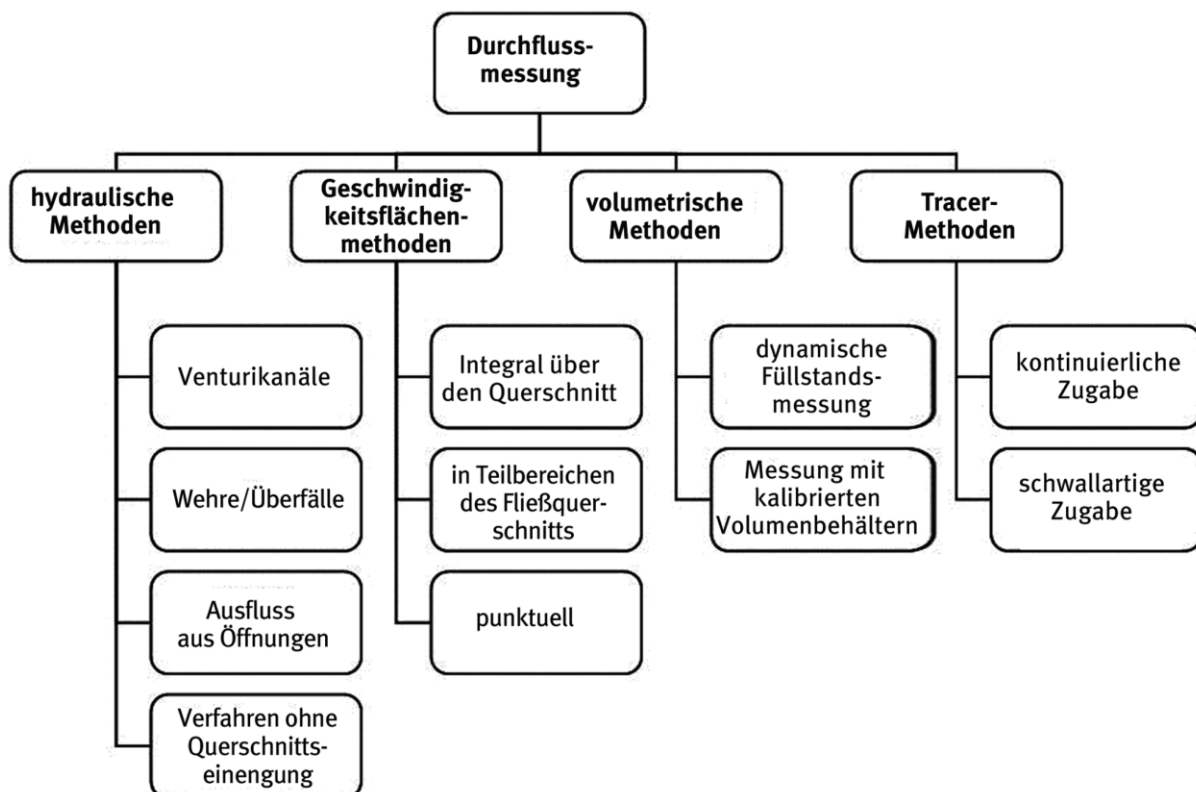 Durchfluss-
messung
hydraulische
Methoden
Geschwindig-
keitsflächen-
methoden
volumetrische
Methoden
Tracer-
Methoden
Venturikanäle
Wehre/Überfälle
Ausfluss
aus Öffnungen
Verfahren ohne
Querschnitts-
einengung
Integral über
den Querschnitt
in Teilbereichen
des Fließquer-
schnitts
punktuell
dynamische
Füllstands-
messung
Messung mit
kalibrierten
Volumenbehältern
kontinuierliche
Zugabe
schwallartige
Zugabe